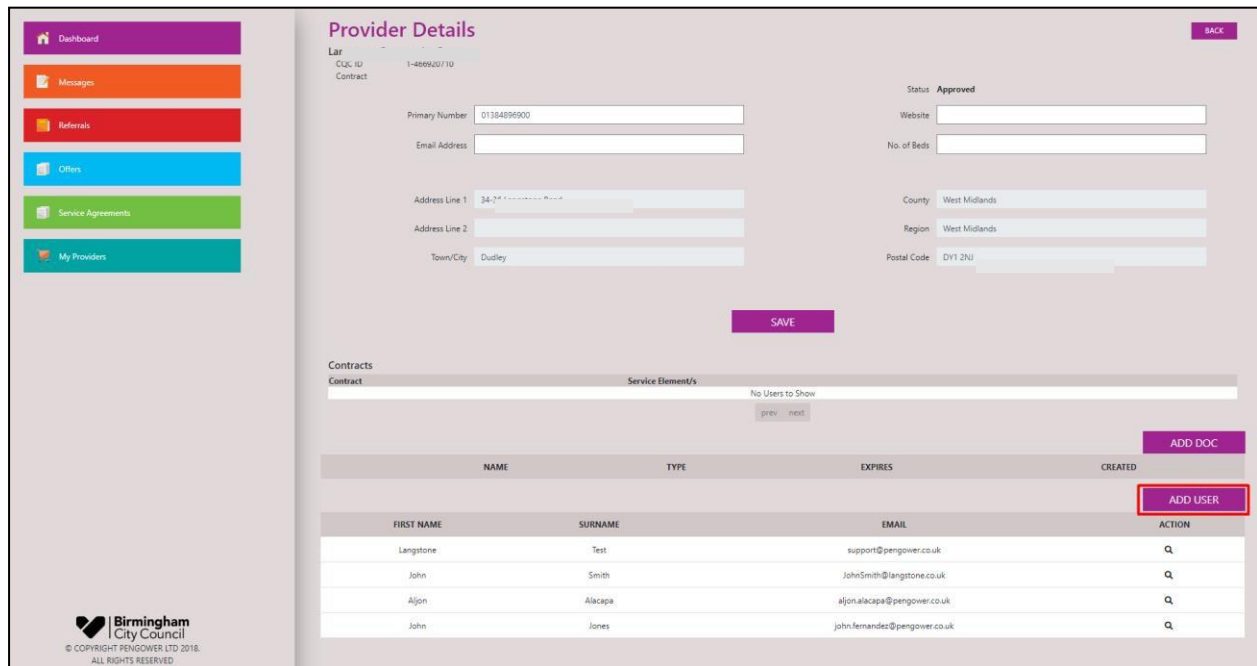 Dashboard
Messages
Referrals
Offers
Service Agreements
My Providers
Birmingham
City Council
© COPYRIGHT PENGOWER LTD 2018.
ALL RIGHTS RESERVED
Provider Details
BACK
Lar
CQC ID 1-466920710
Contract
Status Approved
Primary Number 01384896900
Website
Email Address
No. of Beds
Address Line 1 34-
County West Midlands
Address Line 2
Region West Midlands
Town/City Dudley
Postal Code DY1 2NJ
SAVE
Contracts
Contract Service Element/s
No Users to Show
prev next
ADD DOC
NAME TYPE EXPIRES CREATED
ADD USER
FIRST NAME SURNAME EMAIL ACTION
Langstone Test support@pengower.co.uk
John Smith JohnSmith@langstone.co.uk
Aljon Alacapa aljon.alacapa@pengower.co.uk
John Jones john.fernandez@pengower.co.uk